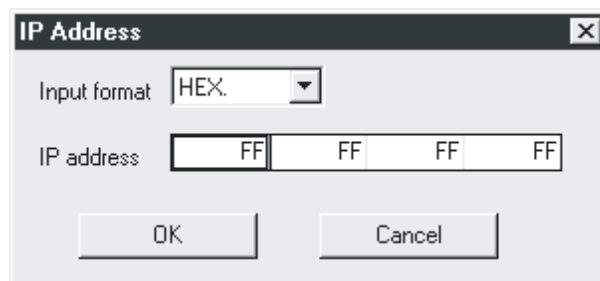 IP Address
Input format HEX.
IP address FF FF FF FF
OK Cancel